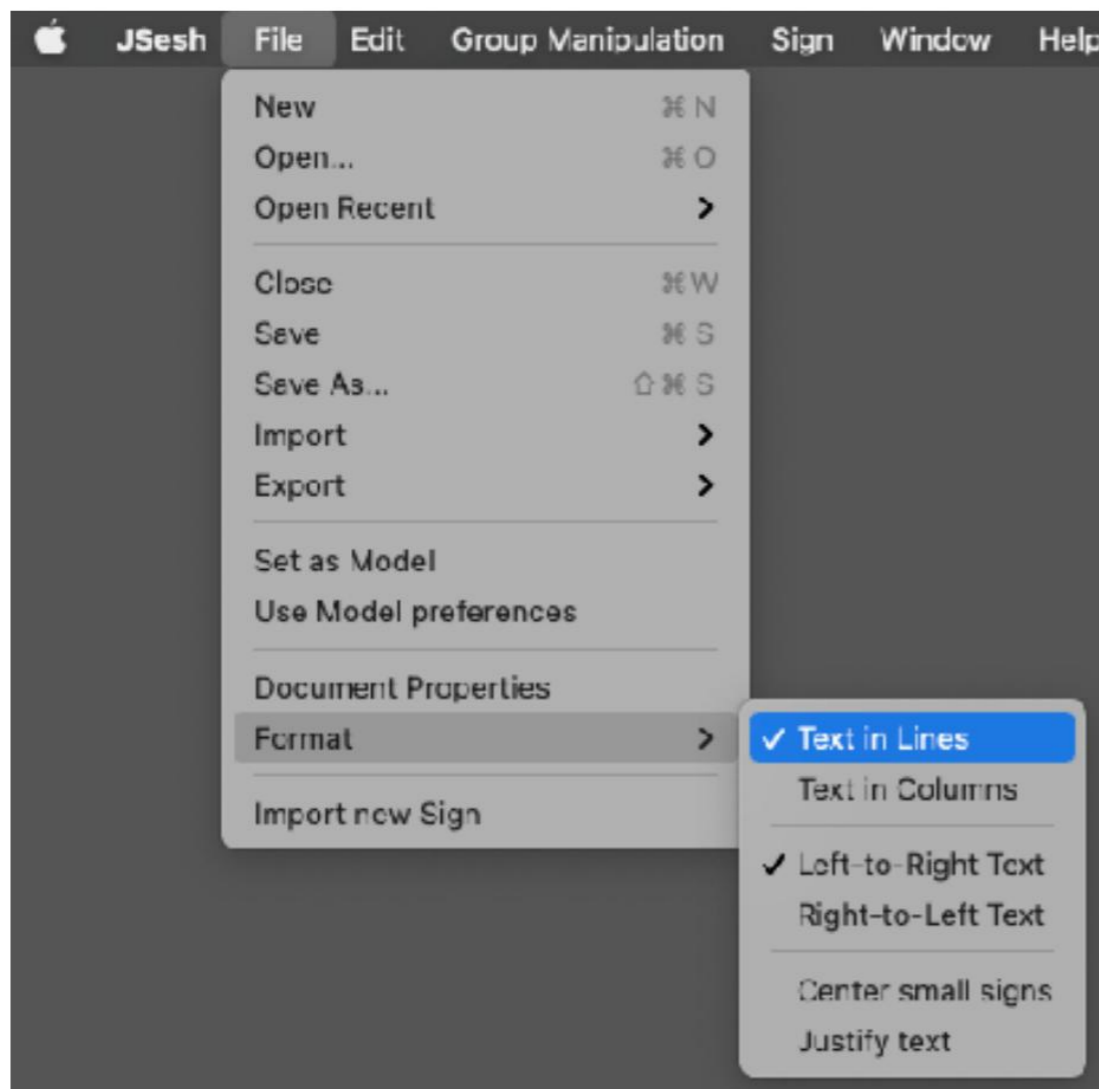 JSesh File Edit Group Manipulation Sign Window Help
New ⌘ N
Open... ⌘ O
Open Recent
Close ⌘ W
Save ⌘ S
Save As... ⇧ ⌘ S
Import
Export
Set as Model
Use Model preferences
Document Properties
Format
✓ Text in Lines
Text in Columns
✓ Left-to-Right Text
Right-to-Left Text
Center small signs
Justify text
Import new Sign